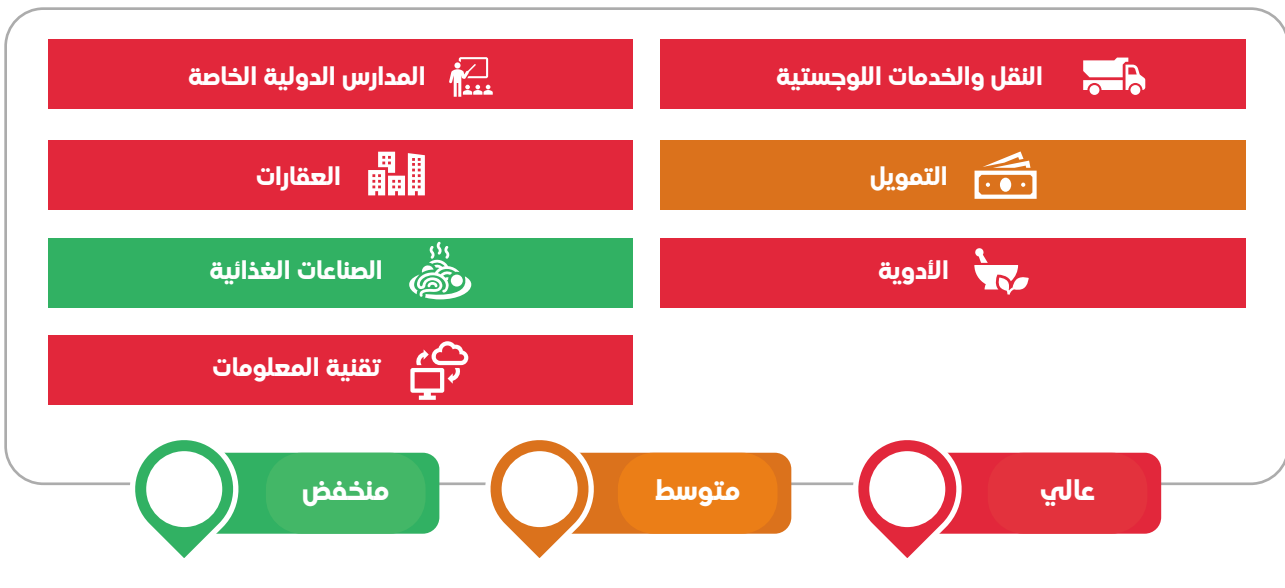 النقل والخدمات اللوجستية
المدارس الدولية الخاصة
التمويل
العقارات
الأدوية
الصناعات الغذائية
تقنية المعلومات
عالي
متوسط
منخفض